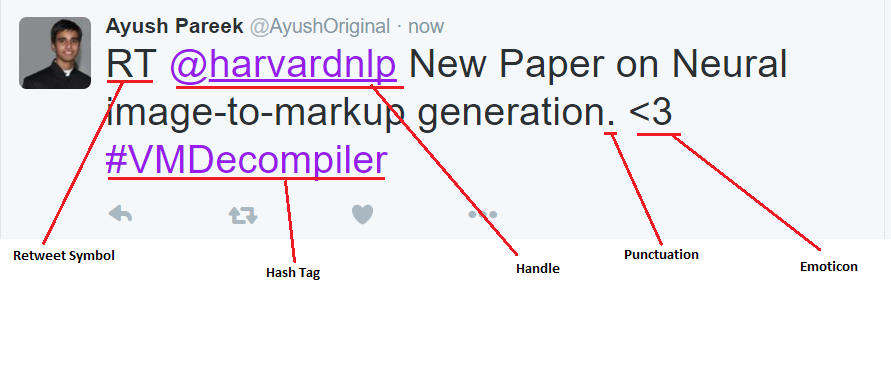 Ayush Pareek @AyushOriginal · now
RT @harvardnlp New Paper on Neural
image-to-markup generation. <3
#VMDecompiler
Retweet Symbol
Hash Tag
Handle
Punctuation
Emoticon